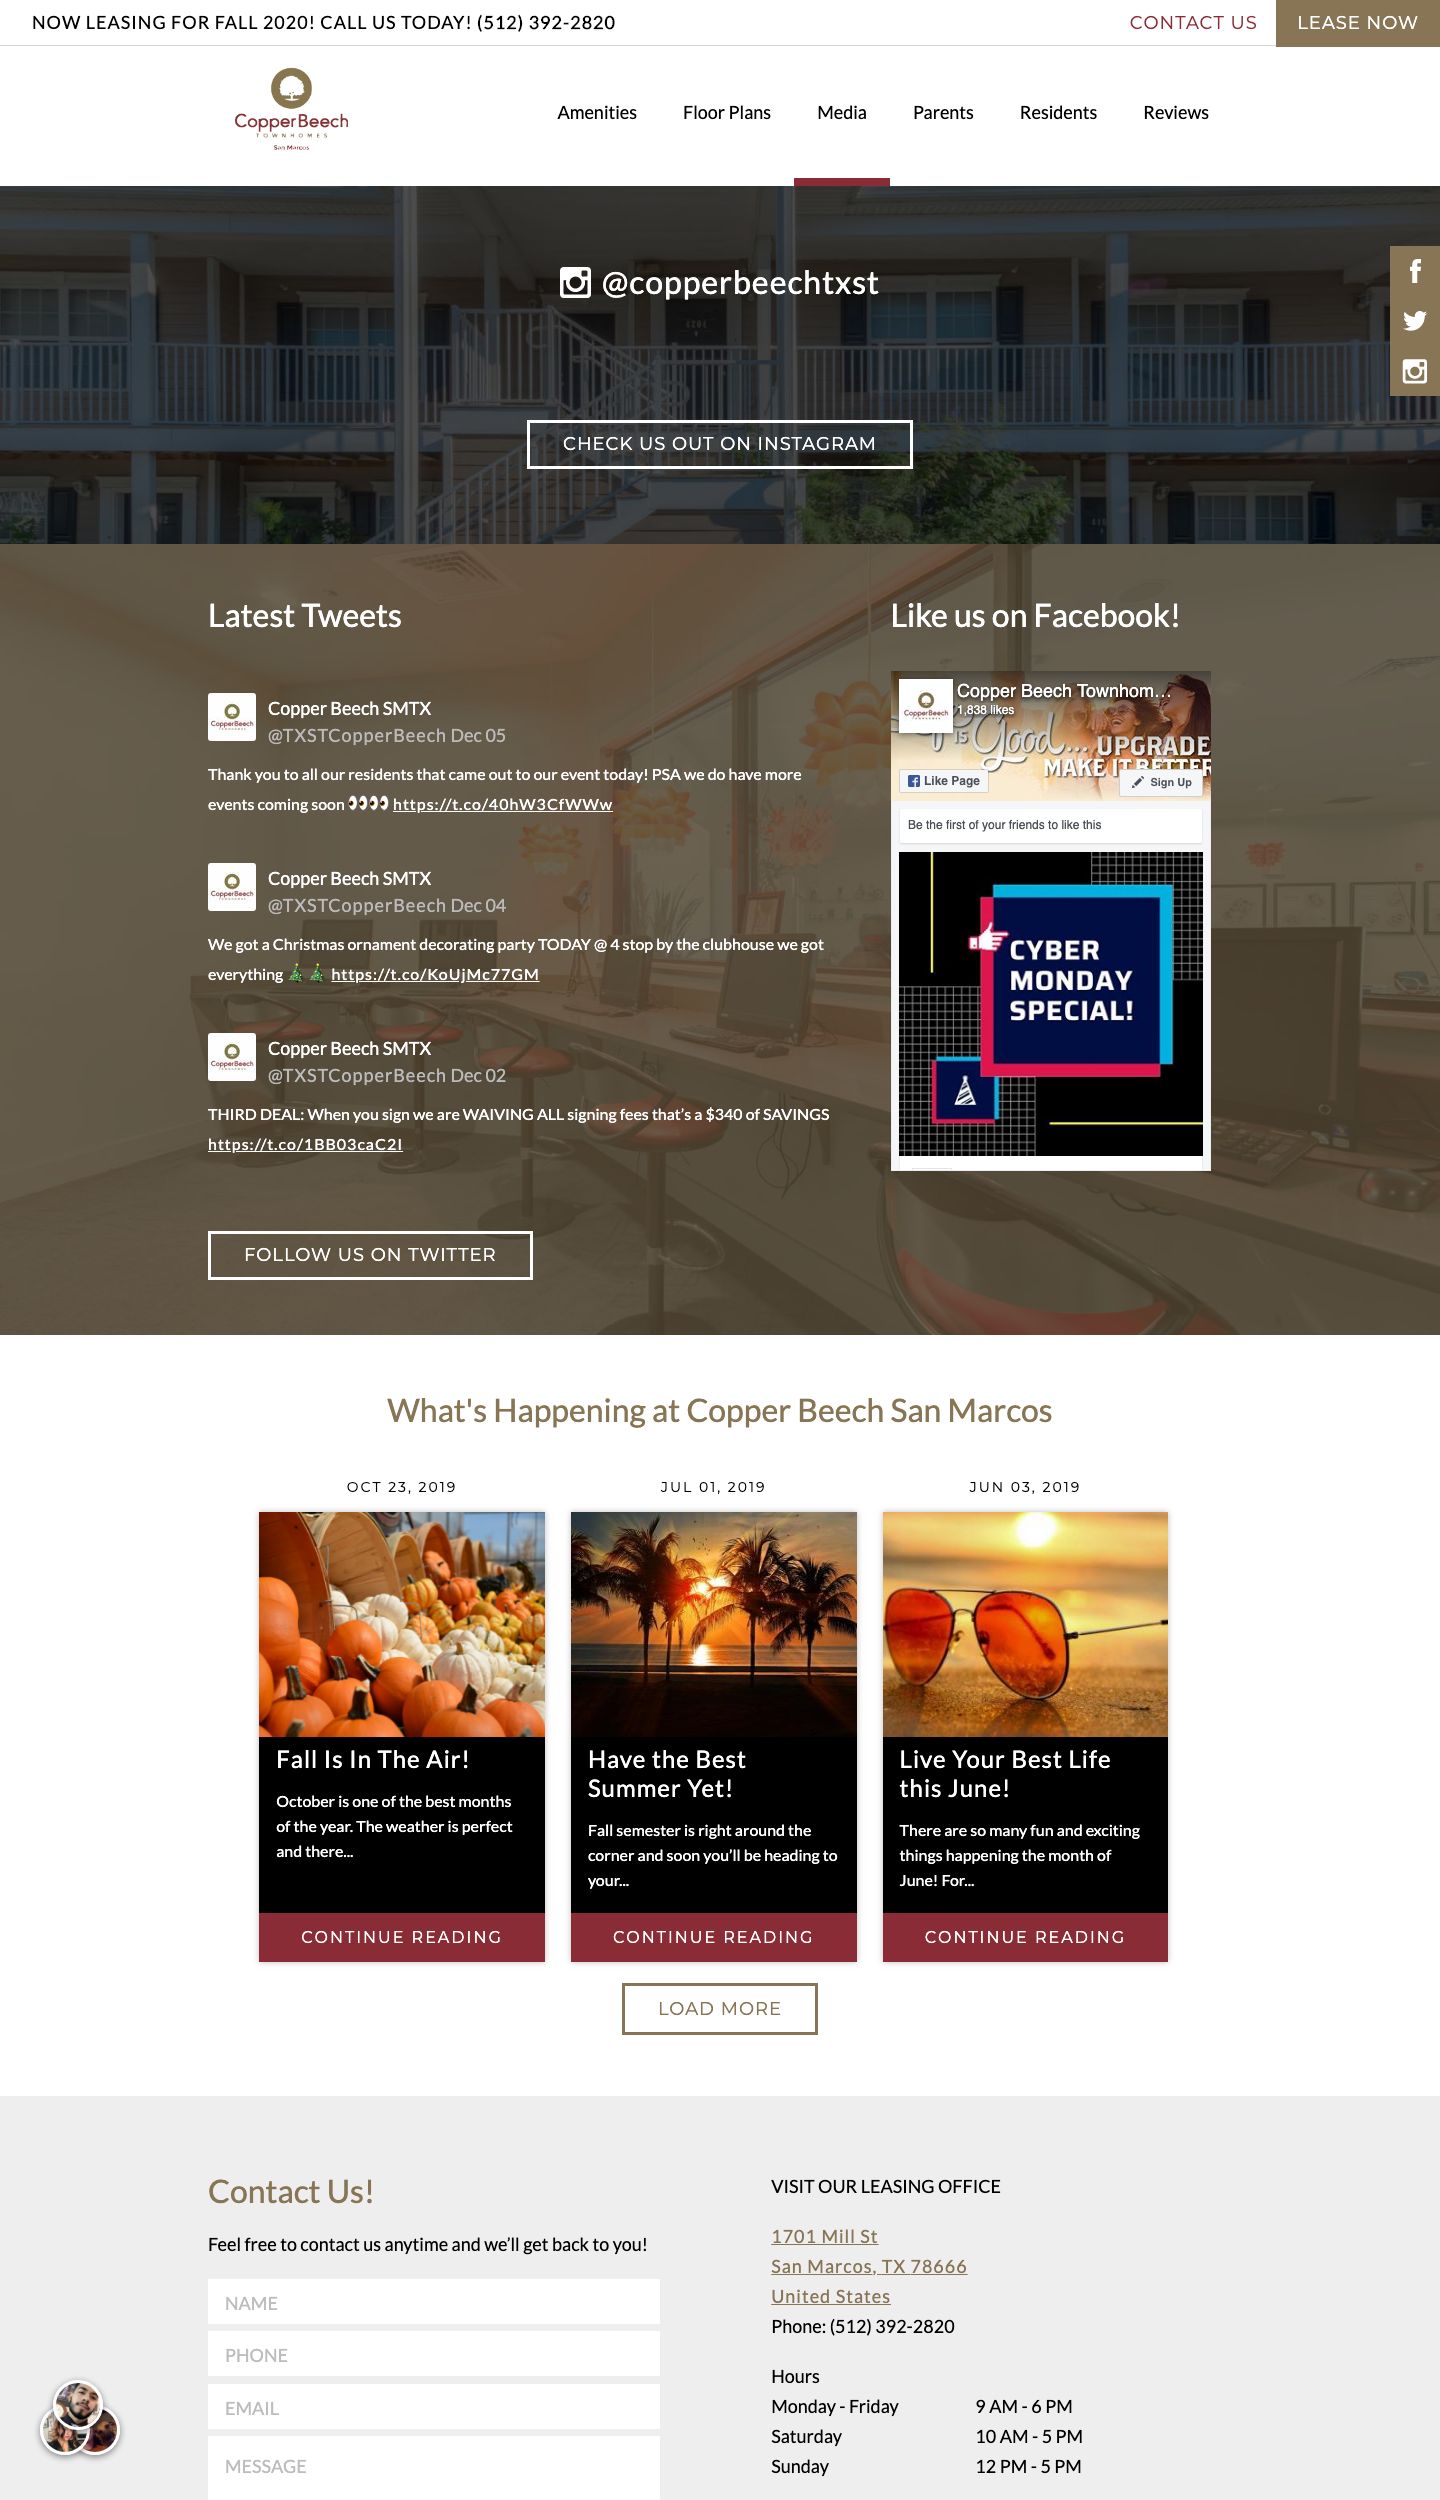 NOW LEASING FOR FALL 2020! CALL US TODAY! (512) 392-2820
CONTACT US
LEASE NOW
CopperBeech
TOWNHOMES
San Marcos
Amenities
Floor Plans
Media
Parents
Residents
Reviews
@copperbeechtxst
CHECK US OUT ON INSTAGRAM
Latest Tweets
CopperBeech
TOWNHOMES
Copper Beech SMTX
@TXSTCopperBeech Dec 05
Thank you to all our residents that came out to our event today! PSA we do have more
events coming soon 👀👀 https://t.co/40hW3CfWWw
CopperBeech
TOWNHOMES
Copper Beech SMTX
@TXSTCopperBeech Dec 04
We got a Christmas ornament decorating party TODAY @ 4 stop by the clubhouse we got
everything 🎄🎄 https://t.co/KoUjMc77GM
CopperBeech
TOWNHOMES
Copper Beech SMTX
@TXSTCopperBeech Dec 02
THIRD DEAL: When you sign we are WAIVING ALL signing fees that's a $340 of SAVINGS
https://t.co/1BB03caC2I
FOLLOW US ON TWITTER
Like us on Facebook!
CopperBeech
Copper Beech Townhom…
1,838 likes
IS Good... UPGRADE
MAKE IT BETTER
Like Page
Sign Up
Be the first of your friends to like this
CYBER
MONDAY
SPECIAL!
What's Happening at Copper Beech San Marcos
OCT 23, 2019
Fall Is In The Air!
October is one of the best months
of the year. The weather is perfect
and there...
CONTINUE READING
JUL 01, 2019
Have the Best
Summer Yet!
Fall semester is right around the
corner and soon you'll be heading to
your...
CONTINUE READING
JUN 03, 2019
Live Your Best Life
this June!
There are so many fun and exciting
things happening the month of
June! For...
CONTINUE READING
LOAD MORE
Contact Us!
Feel free to contact us anytime and we'll get back to you!
NAME
PHONE
EMAIL
MESSAGE
VISIT OUR LEASING OFFICE
1701 Mill St
San Marcos, TX 78666
United States
Phone: (512) 392-2820
Hours
Monday - Friday 9 AM - 6 PM
Saturday 10 AM - 5 PM
Sunday 12 PM - 5 PM